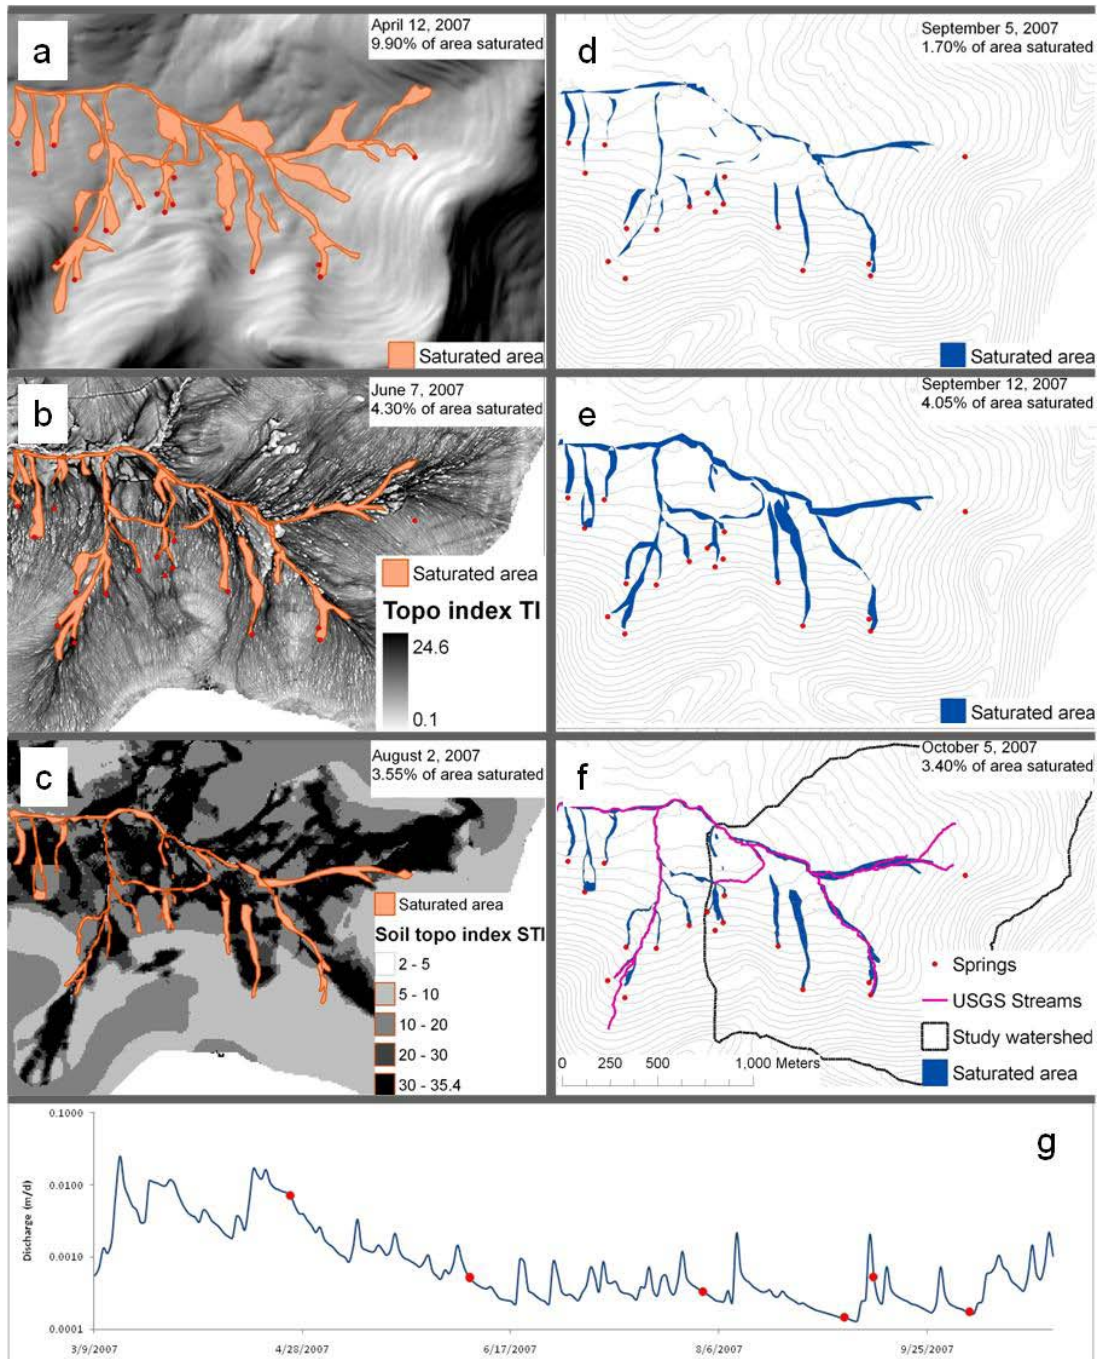 a
April 12, 2007
9.90% of area saturated
Saturated area
d
September 5, 2007
1.70% of area saturated
Saturated area
b
June 7, 2007
4.30% of area saturated
Saturated area
Topo index TI
24.6
0.1
e
September 12, 2007
4.05% of area saturated
Saturated area
c
August 2, 2007
3.55% of area saturated
Saturated area
Soil topo index STI
2 - 5
5 - 10
10 - 20
20 - 30
30 - 35.4
f
October 5, 2007
3.40% of area saturated
Springs
USGS Streams
Study watershed
Saturated area
0 250 500 1,000 Meters
g
Discharge (m/d)
0.1000
0.0100
0.0010
0.0001
3/9/2007 4/28/2007 6/17/2007 8/6/2007 9/25/2007